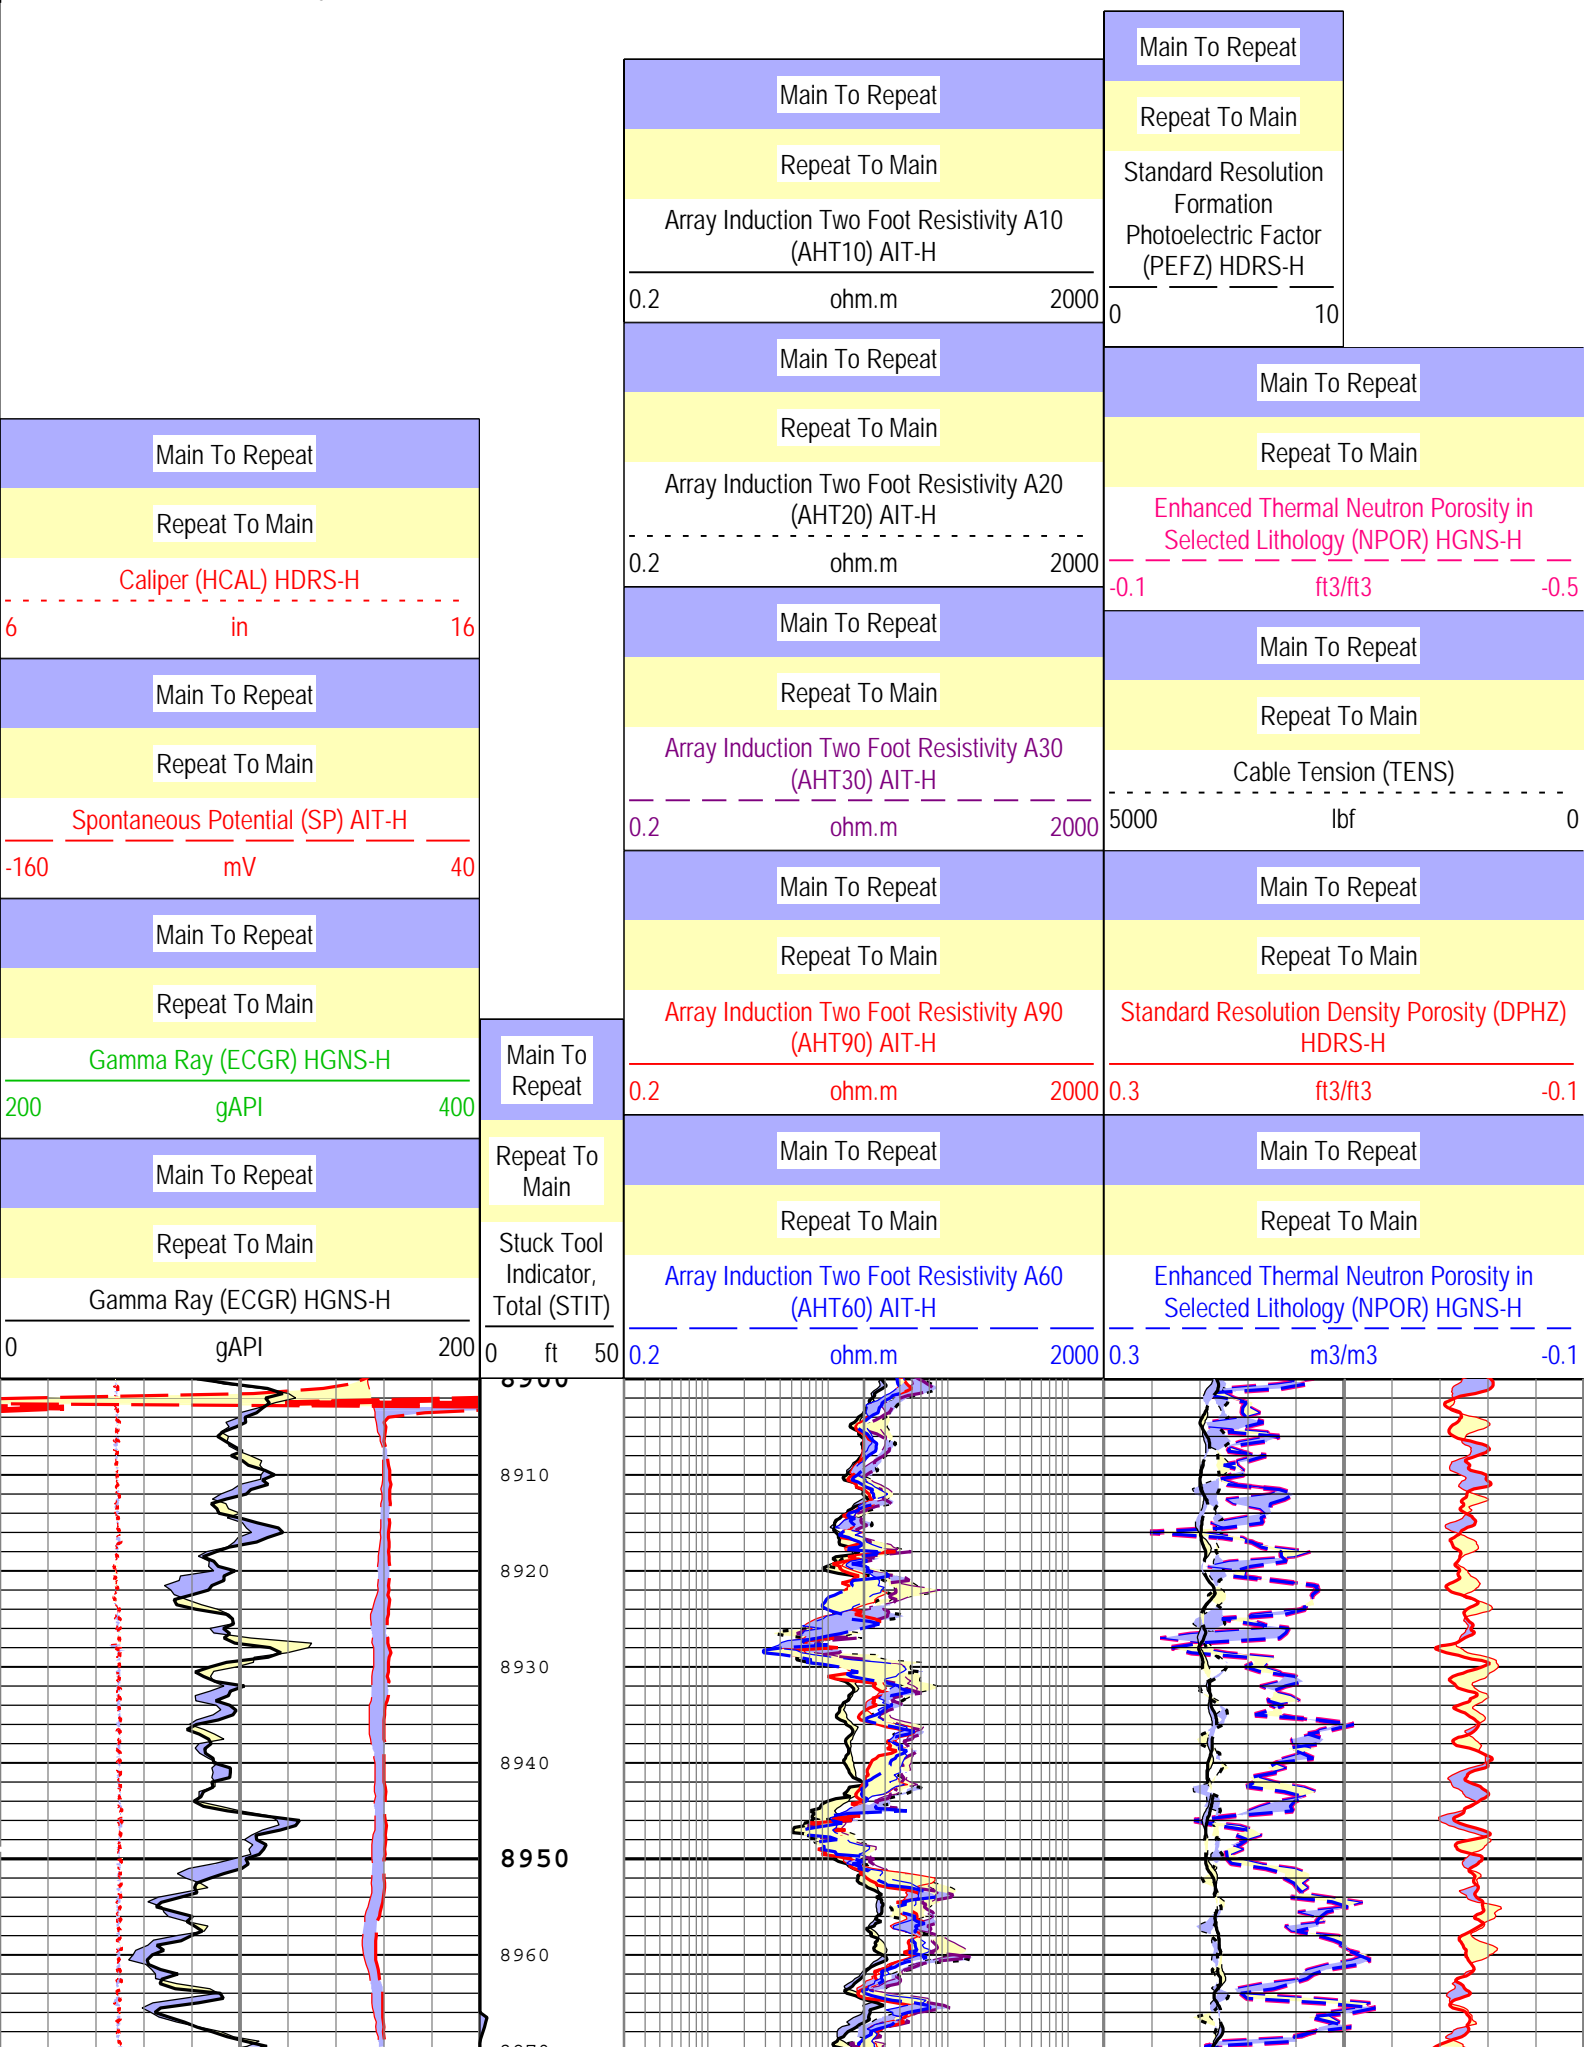 Main To Repeat
Repeat To Main
Caliper (HCAL) HDRS-H
6 in 16
Main To Repeat
Repeat To Main
Spontaneous Potential (SP) AIT-H
-160 mV 40
Main To Repeat
Repeat To Main
Gamma Ray (ECGR) HGNS-H
200 gAPI 400
Main To Repeat
Repeat To Main
Gamma Ray (ECGR) HGNS-H
0 gAPI 200
Main To
Repeat
Repeat To
Main
Stuck Tool
Indicator,
Total (STIT)
0 ft 50
Main To Repeat
Repeat To Main
Array Induction Two Foot Resistivity A10
(AHT10) AIT-H
0.2 ohm.m 2000
Main To Repeat
Repeat To Main
Array Induction Two Foot Resistivity A20
(AHT20) AIT-H
0.2 ohm.m 2000
Main To Repeat
Repeat To Main
Array Induction Two Foot Resistivity A30
(AHT30) AIT-H
0.2 ohm.m 2000
Main To Repeat
Repeat To Main
Array Induction Two Foot Resistivity A90
(AHT90) AIT-H
0.2 ohm.m 2000
Main To Repeat
Repeat To Main
Array Induction Two Foot Resistivity A60
(AHT60) AIT-H
0.2 ohm.m 2000
Main To Repeat
Repeat To Main
Standard Resolution
Formation
Photoelectric Factor
(PEFZ) HDRS-H
0 10
Main To Repeat
Repeat To Main
Enhanced Thermal Neutron Porosity in
Selected Lithology (NPOR) HGNS-H
-0.1 ft3/ft3 -0.5
Main To Repeat
Repeat To Main
Cable Tension (TENS)
5000 lbf 0
Main To Repeat
Repeat To Main
Standard Resolution Density Porosity (DPHZ)
HDRS-H
0.3 ft3/ft3 -0.1
Main To Repeat
Repeat To Main
Enhanced Thermal Neutron Porosity in
Selected Lithology (NPOR) HGNS-H
0.3 m3/m3 -0.1
8900
8910
8920
8930
8940
8950
8960